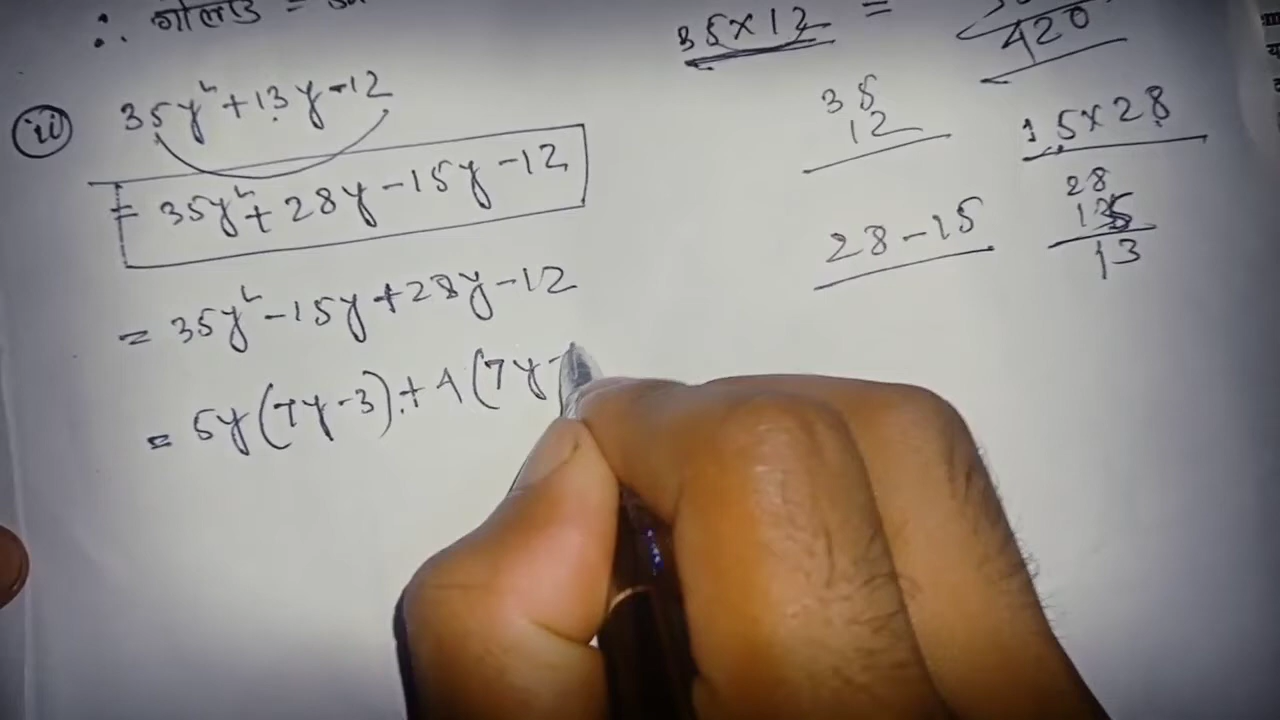 ∴ गोलाई =
35 × 12 =
420
(ii) 35y² + 13y - 12
= 35y² + 28y - 15y - 12
= 35y² - 15y + 28y - 12
= 5y(7y - 3) + 4(7y -
35
12
15 × 28
28 - 15
28
15
13